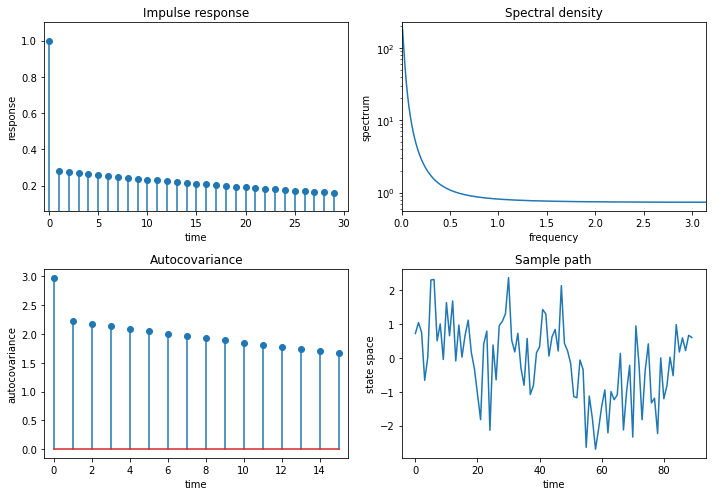 Impulse response
1.0
0.8
0.6
0.4
0.2
response
0 5 10 15 20 25 30
time
Spectral density
10²
10¹
10⁰
spectrum
0.0 0.5 1.0 1.5 2.0 2.5 3.0
frequency
Autocovariance
3.0
2.5
2.0
1.5
1.0
0.5
0.0
autocovariance
0 2 4 6 8 10 12 14
time
Sample path
2
1
0
−1
−2
state space
0 20 40 60 80
time